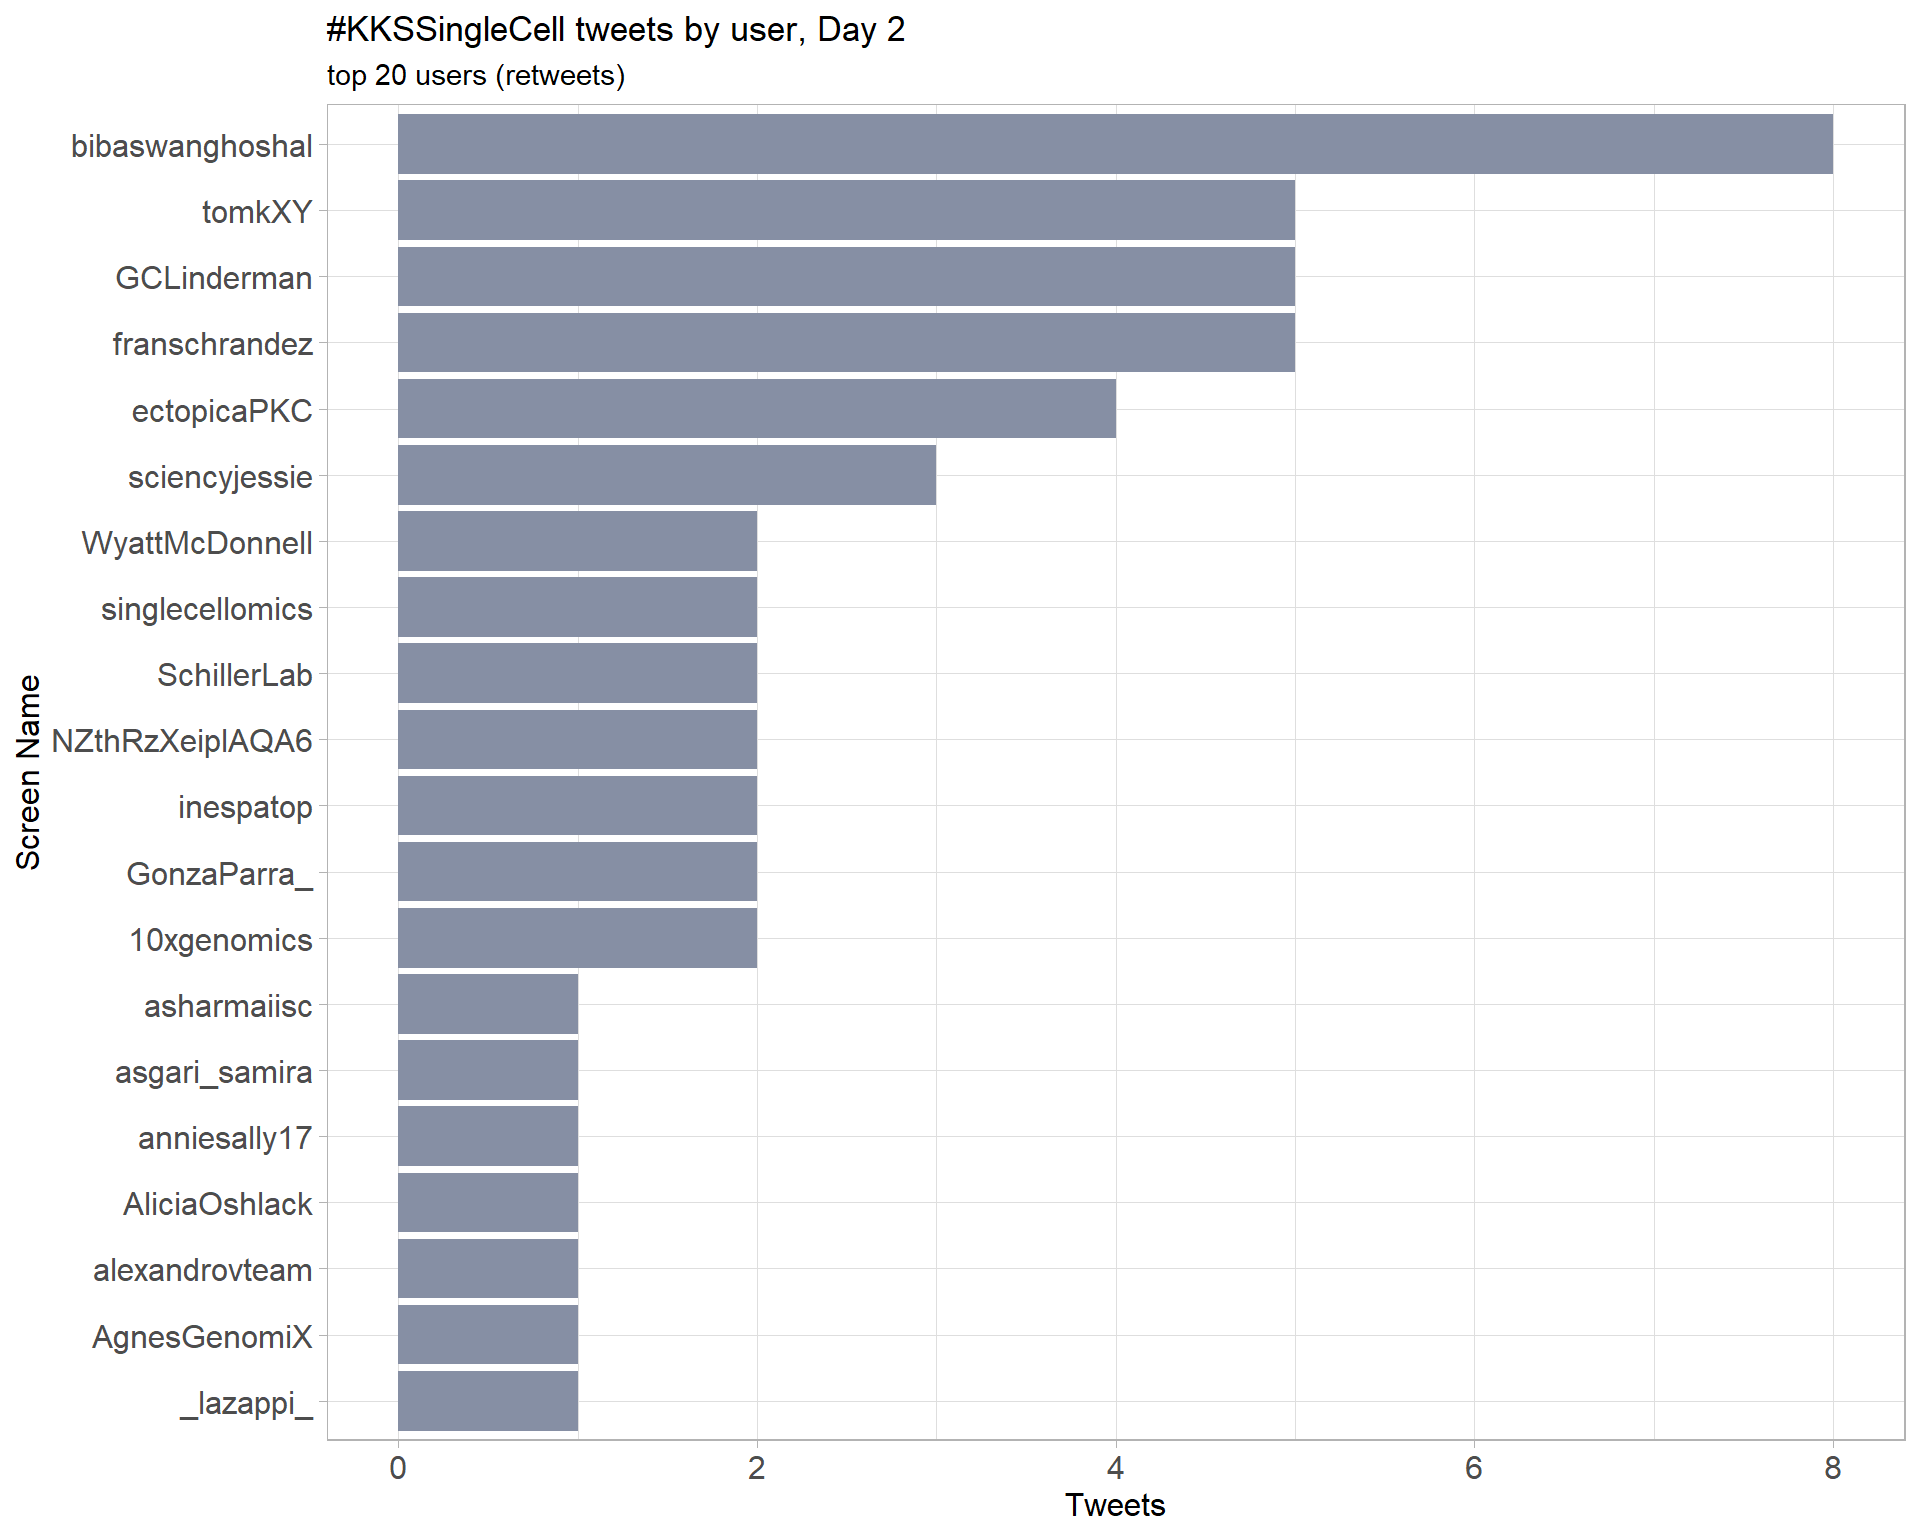 #KKSSingleCell tweets by user, Day 2
top 20 users (retweets)
Screen Name
bibaswanghoshal
tomkXY
GCLinderman
franschrandez
ectopicaPKC
sciencyjessie
WyattMcDonnell
singlecellomics
SchillerLab
NZthRzXeiplAQA6
inespatop
GonzaParra_
10xgenomics
asharmaiisc
asgari_samira
anniesally17
AliciaOshlack
alexandrovteam
AgnesGenomiX
_lazappi_
0 2 4 6 8
Tweets